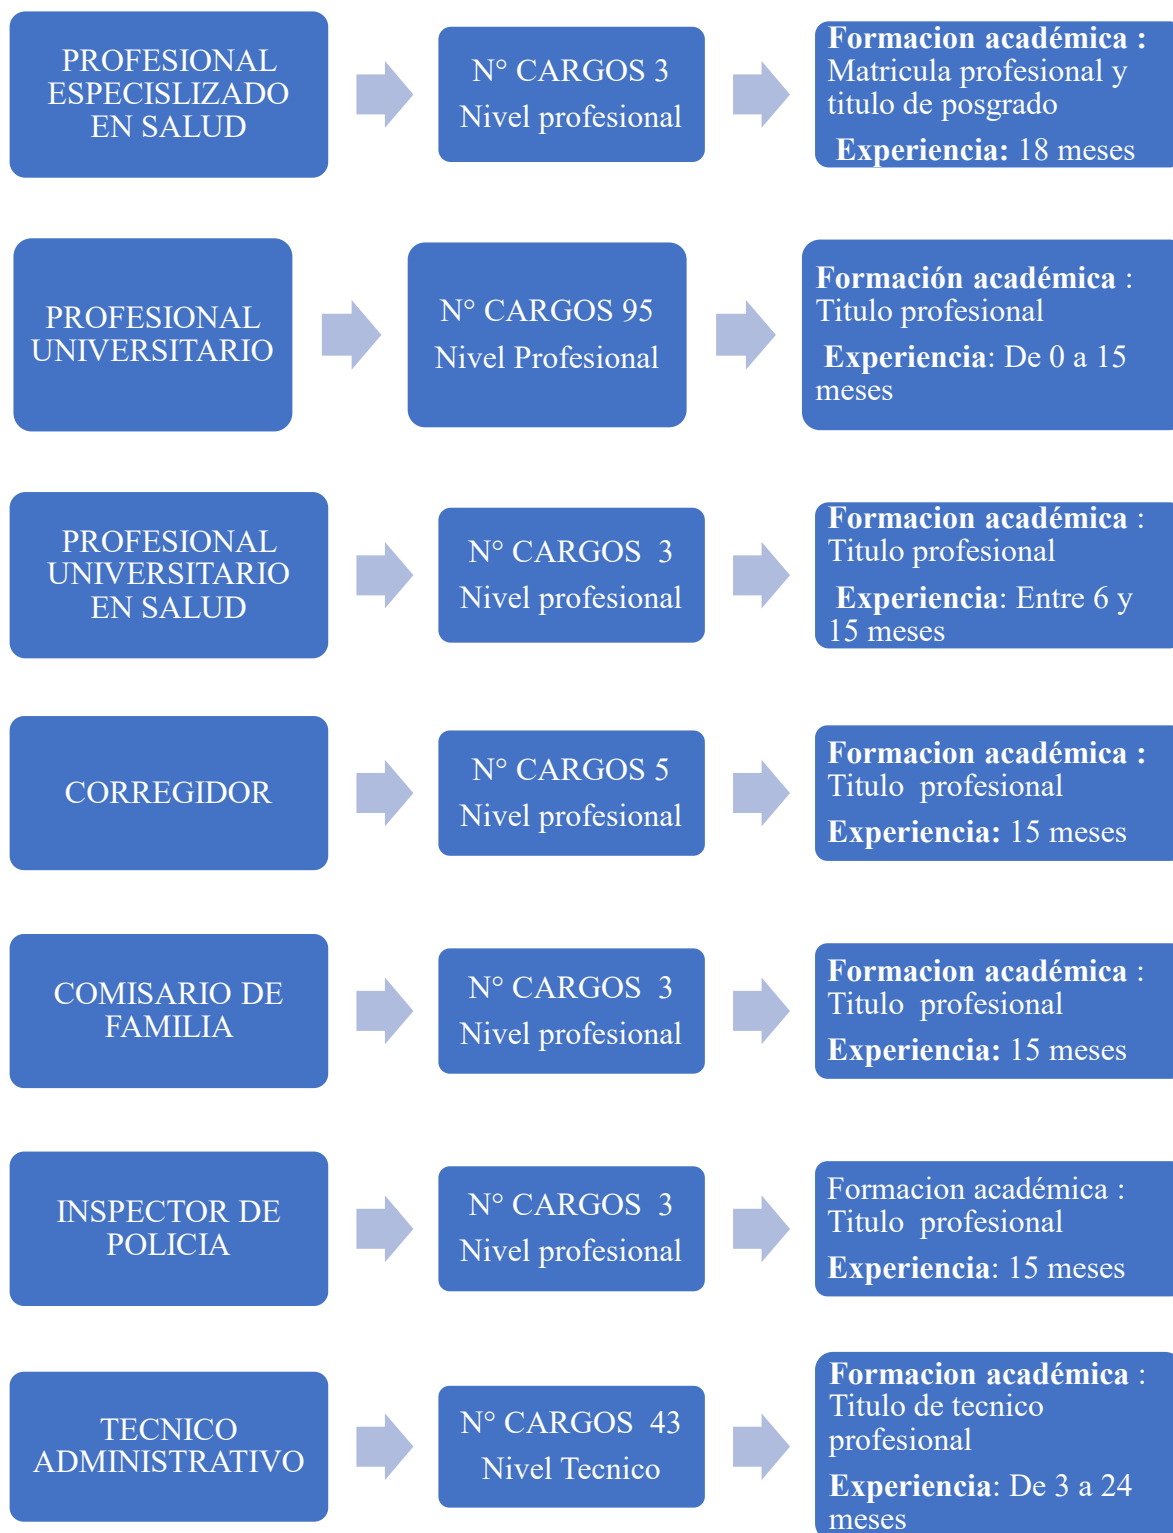 PROFESIONAL
ESPECISLIZADO
EN SALUD
N° CARGOS 3
Nivel profesional
Formacion académica :
Matricula profesional y
titulo de posgrado
Experiencia: 18 meses
PROFESIONAL
UNIVERSITARIO
N° CARGOS 95
Nivel Profesional
Formación académica :
Titulo profesional
Experiencia: De 0 a 15
meses
PROFESIONAL
UNIVERSITARIO
EN SALUD
N° CARGOS 3
Nivel profesional
Formacion académica :
Titulo profesional
Experiencia: Entre 6 y
15 meses
CORREGIDOR
N° CARGOS 5
Nivel profesional
Formacion académica :
Titulo profesional
Experiencia: 15 meses
COMISARIO DE
FAMILIA
N° CARGOS 3
Nivel profesional
Formacion académica :
Titulo profesional
Experiencia: 15 meses
INSPECTOR DE
POLICIA
N° CARGOS 3
Nivel profesional
Formacion académica :
Titulo profesional
Experiencia: 15 meses
TECNICO
ADMINISTRATIVO
N° CARGOS 43
Nivel Tecnico
Formacion académica :
Titulo de tecnico
profesional
Experiencia: De 3 a 24
meses